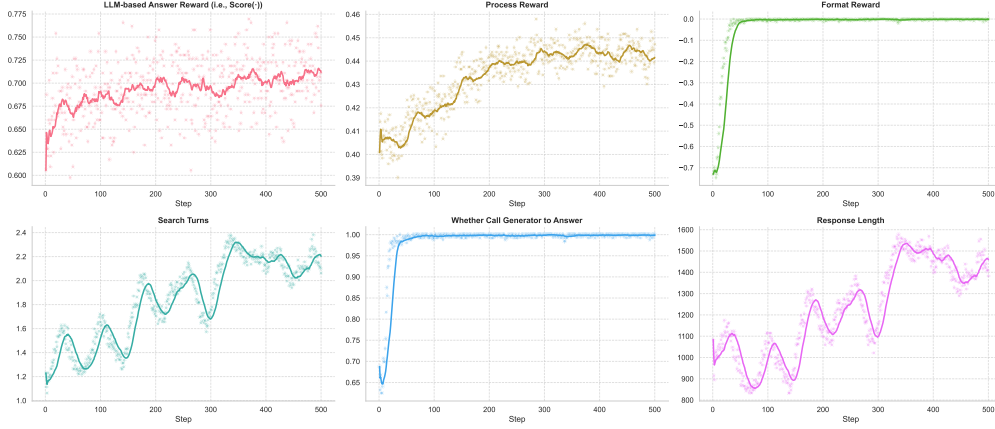 LLM-based Answer Reward (i.e., Score(·))
0.775
0.750
0.725
0.700
0.675
0.650
0.625
0.600
0 100 200 300 400 500
Step
Process Reward
0.46
0.45
0.44
0.43
0.42
0.41
0.40
0.39
0 100 200 300 400 500
Step
Format Reward
0.0
−0.1
−0.2
−0.3
−0.4
−0.5
−0.6
−0.7
0 100 200 300 400 500
Step
Search Turns
2.4
2.2
2.0
1.8
1.6
1.4
1.2
1.0
0 100 200 300 400 500
Step
Whether Call Generator to Answer
1.00
0.95
0.90
0.85
0.80
0.75
0.70
0.65
0 100 200 300 400 500
Step
Response Length
1600
1500
1400
1300
1200
1100
1000
900
800
0 100 200 300 400 500
Step